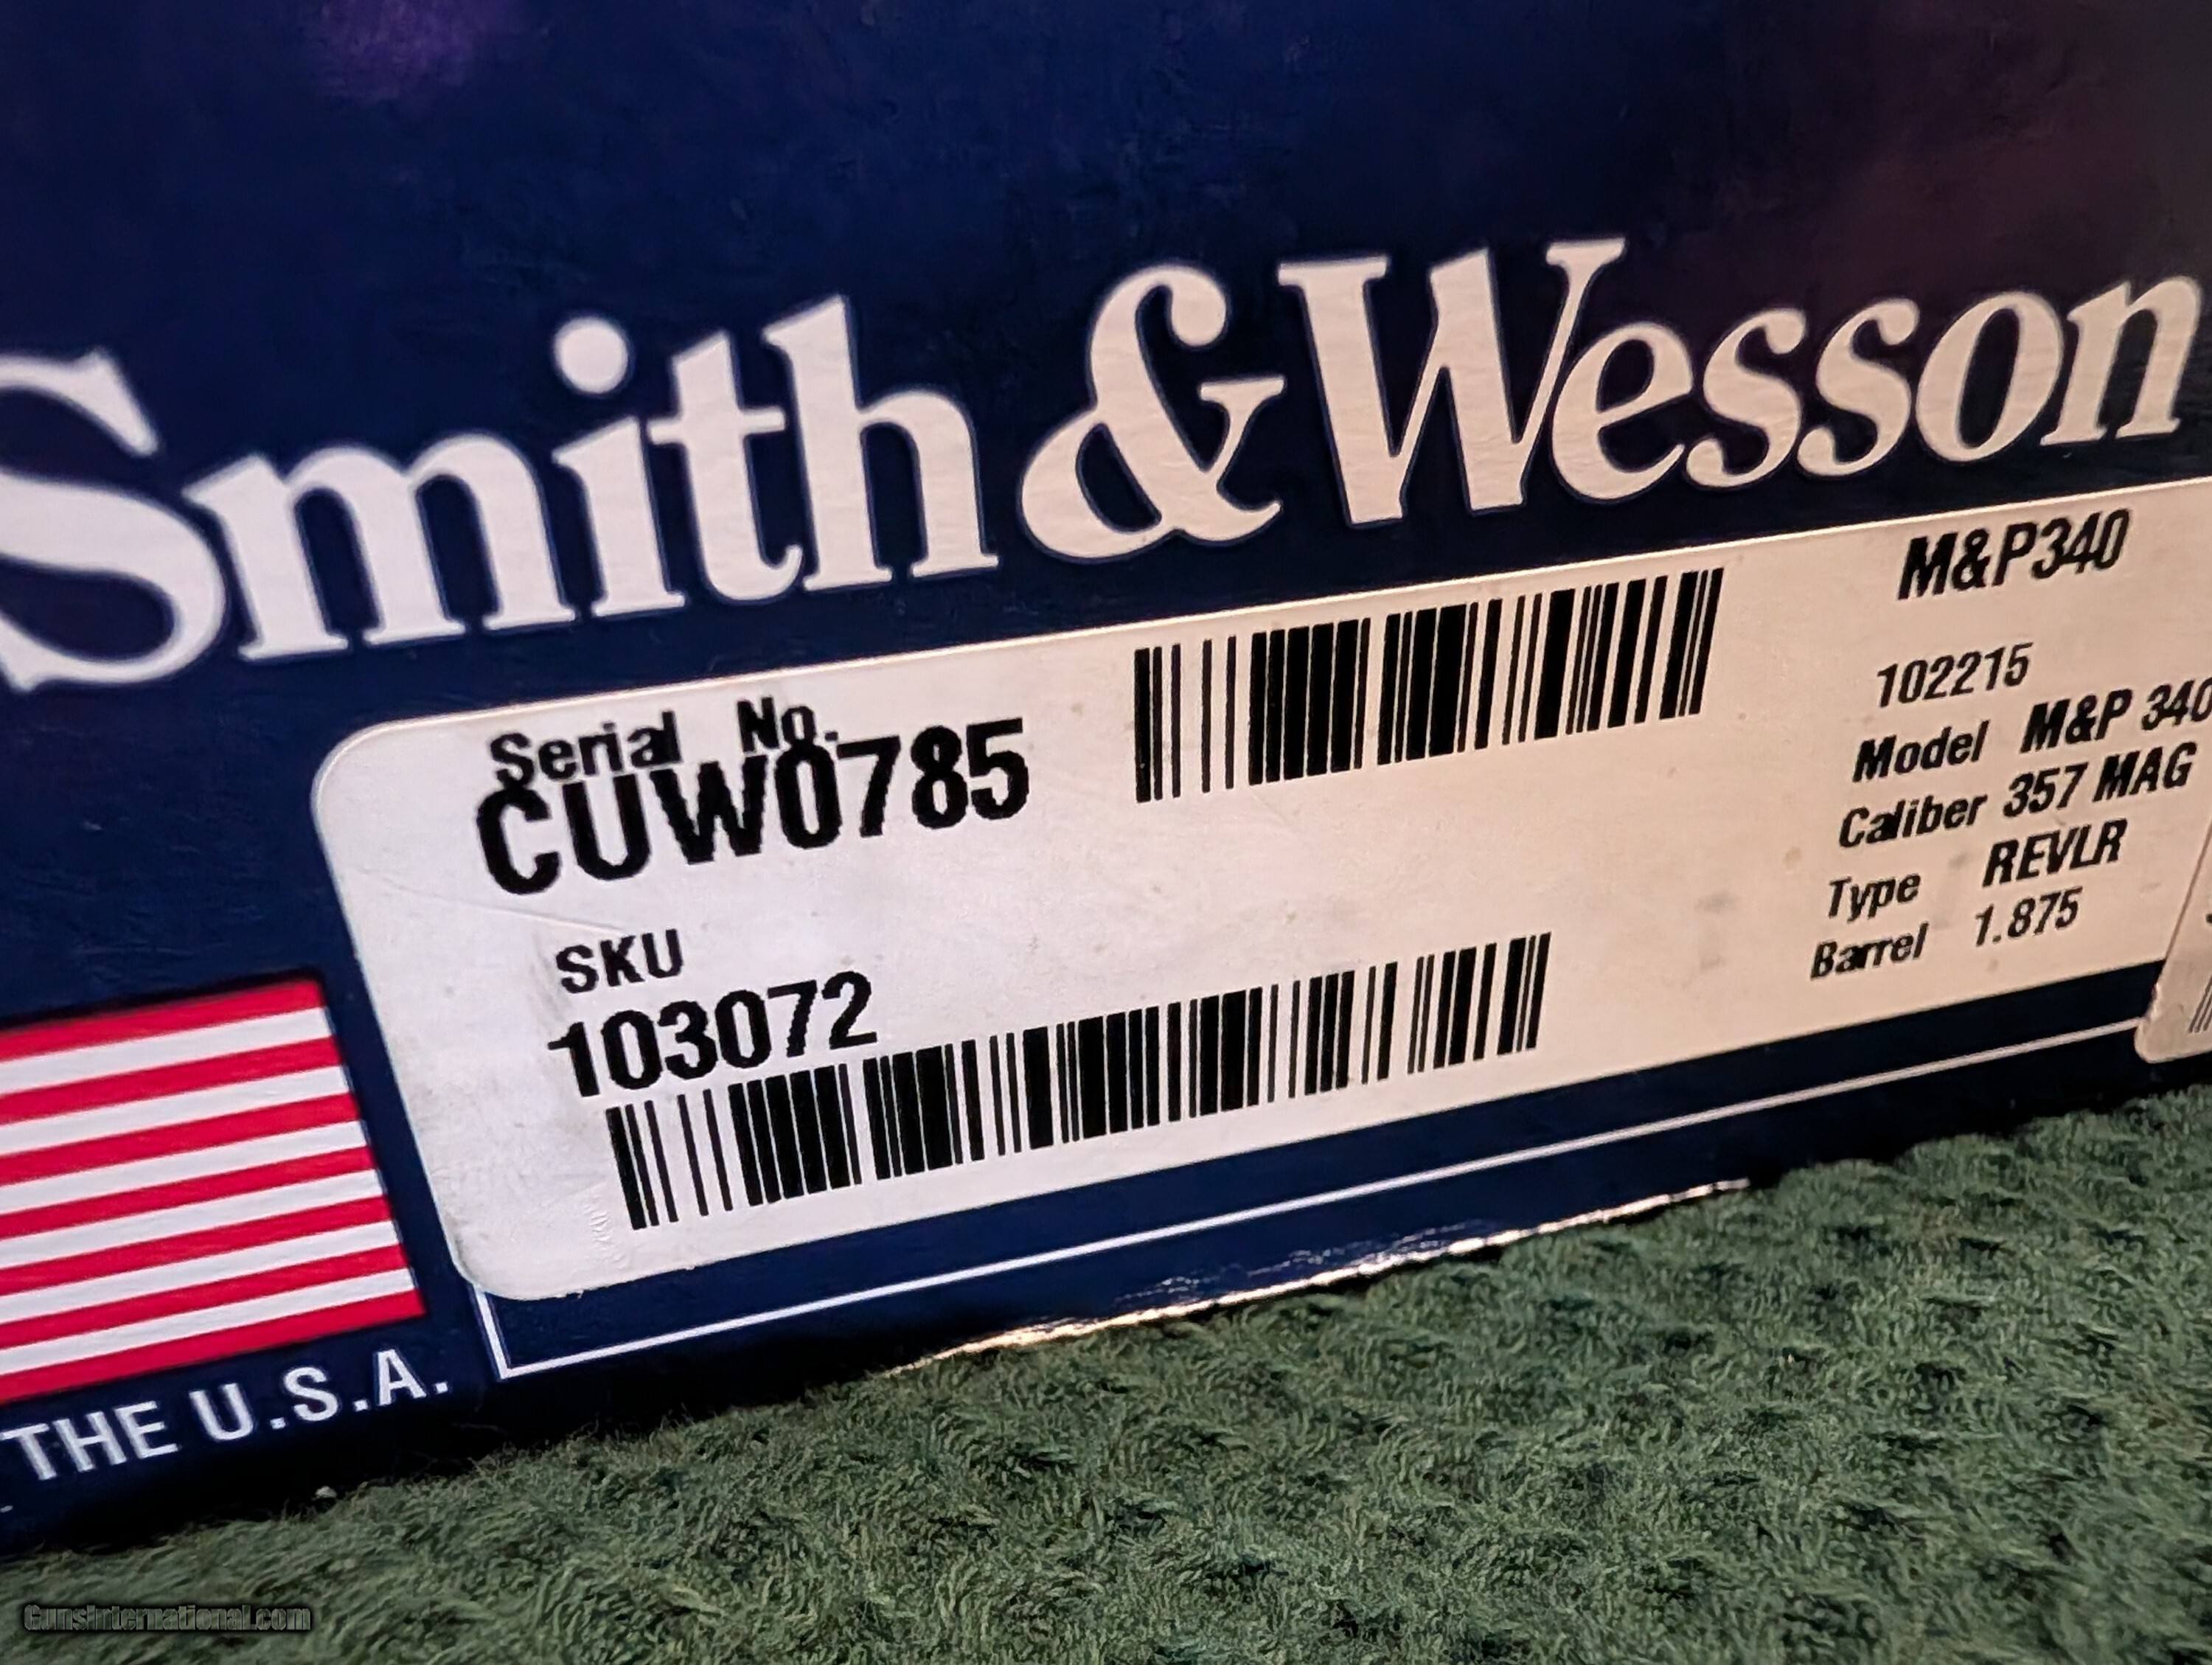 Smith & Wesson
Serial No.
CUW0785
SKU
103072
M&P340
102215
Model M&P 340
Caliber 357 MAG
Type REVLR
Barrel 1.875
THE U.S.A.
GunsInternational.com